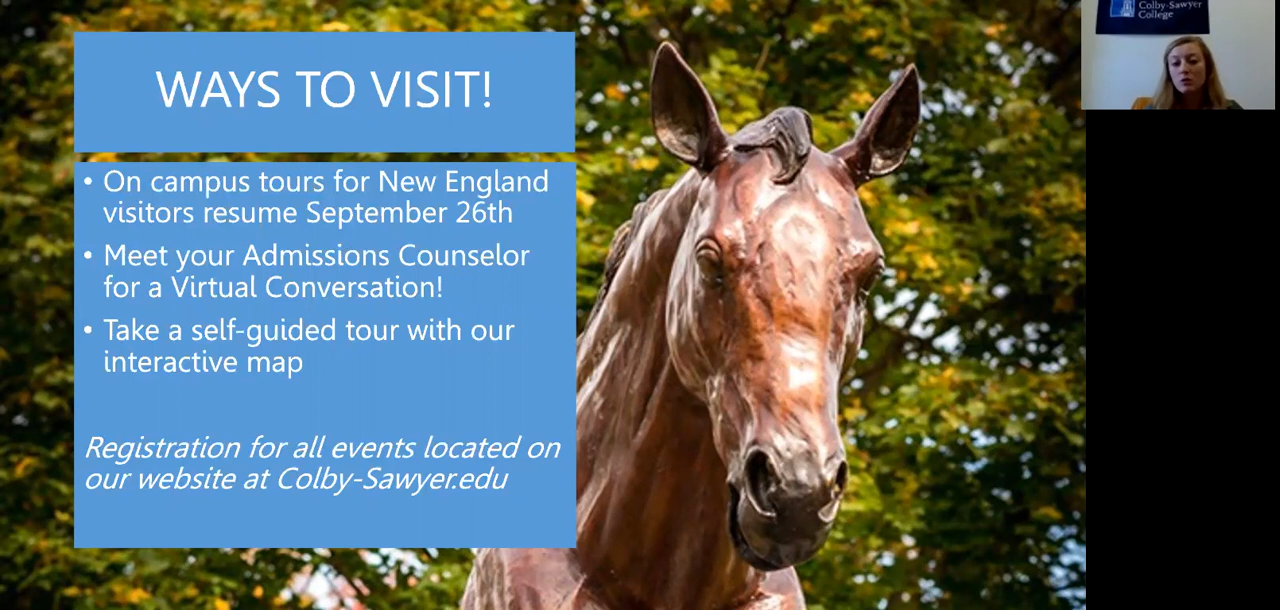 WAYS TO VISIT!
• On campus tours for New England
visitors resume September 26th
• Meet your Admissions Counselor
for a Virtual Conversation!
• Take a self-guided tour with our
interactive map
Registration for all events located on
our website at Colby-Sawyer.edu
Colby-Sawyer
College